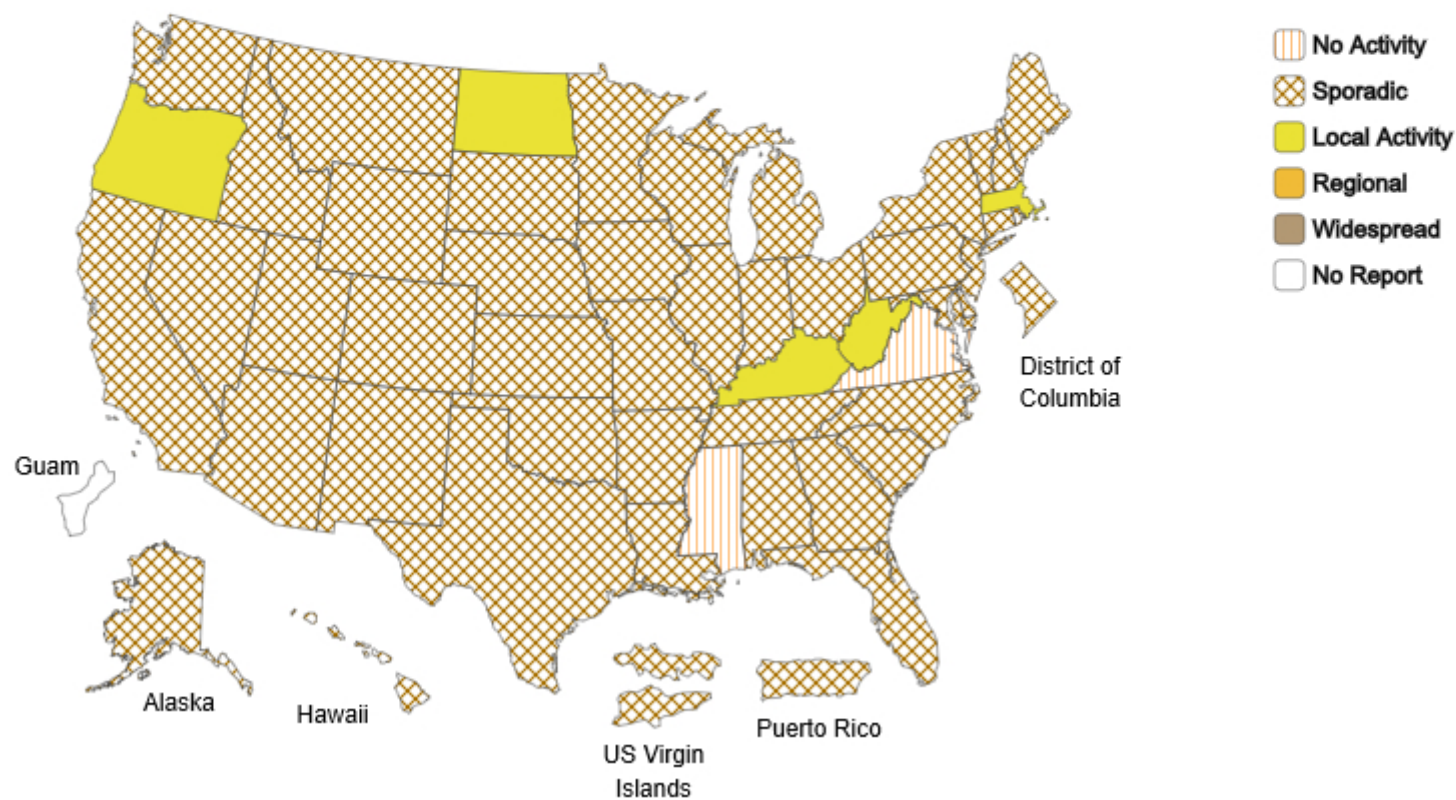 No Activity
Sporadic
Local Activity
Regional
Widespread
No Report
District of
Columbia
Guam
Alaska
Hawaii
US Virgin
Islands
Puerto Rico